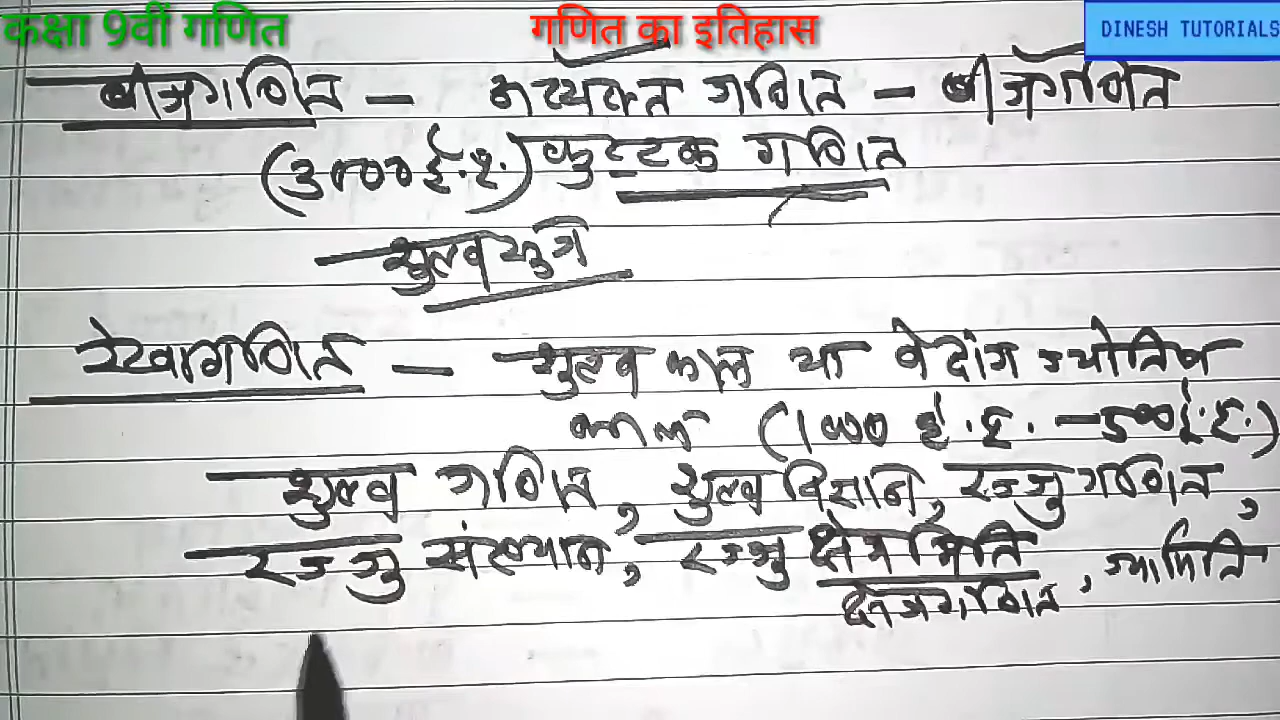 कक्षा 9वीं गणित गणित का इतिहास DINESH TUTORIALS
बीजगणित – अव्यक्त गणित – बीजगणित
(3000 ई.पू.) कुट्टक गणित
शुल्व सूत्र
रेखागणित – शुल्व काल या वेदांग ज्योतिष
काल (1000 ई.पू. – 500 ई.पू.)
शुल्व गणित, शुल्व विज्ञान, रज्जु गणित,
रज्जु संख्यान, रज्जु क्षेत्रमिति, ज्यामिति
क्षेत्रगणित